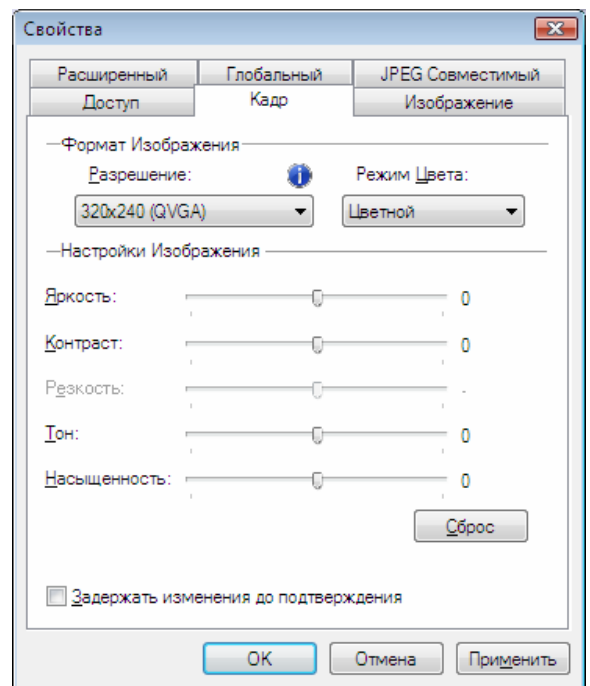 Свойства
Расширенный Глобальный JPEG Совместимый
Доступ Кадр Изображение
Формат Изображения
Разрешение: Режим Цвета:
320x240 (QVGA) Цветной
Настройки Изображения
Яркость: 0
Контраст: 0
Резкость: -
Тон: 0
Насыщенность: 0
Сброс
Задержать изменения до подтверждения
OK Отмена Применить